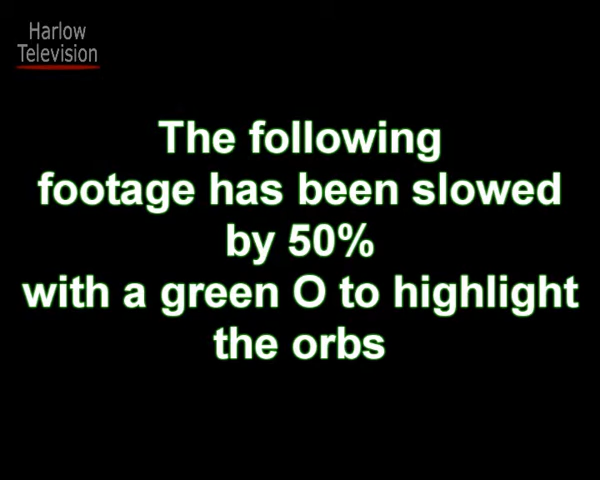 Harlow
Television
The following
footage has been slowed
by 50%
with a green O to highlight
the orbs